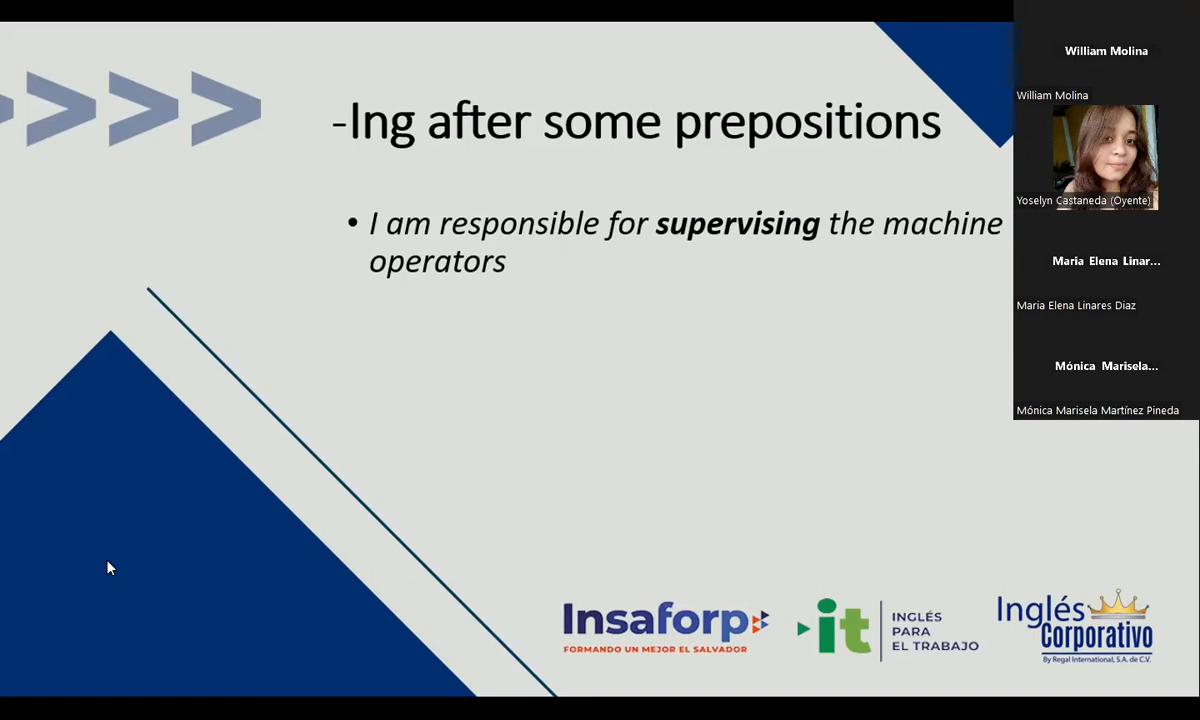 -Ing after some prepositions
• I am responsible for supervising the machine
operators
William Molina
William Molina
Yoselyn Castaneda (Oyente)
Maria Elena Linar...
Maria Elena Linares Diaz
Mónica Marisela...
Mónica Marisela Martínez Pineda
Insaforp
FORMANDO UN MEJOR EL SALVADOR
it
INGLÉS
PARA
EL TRABAJO
Inglés
Corporativo
By Regal International, S.A. de C.V.